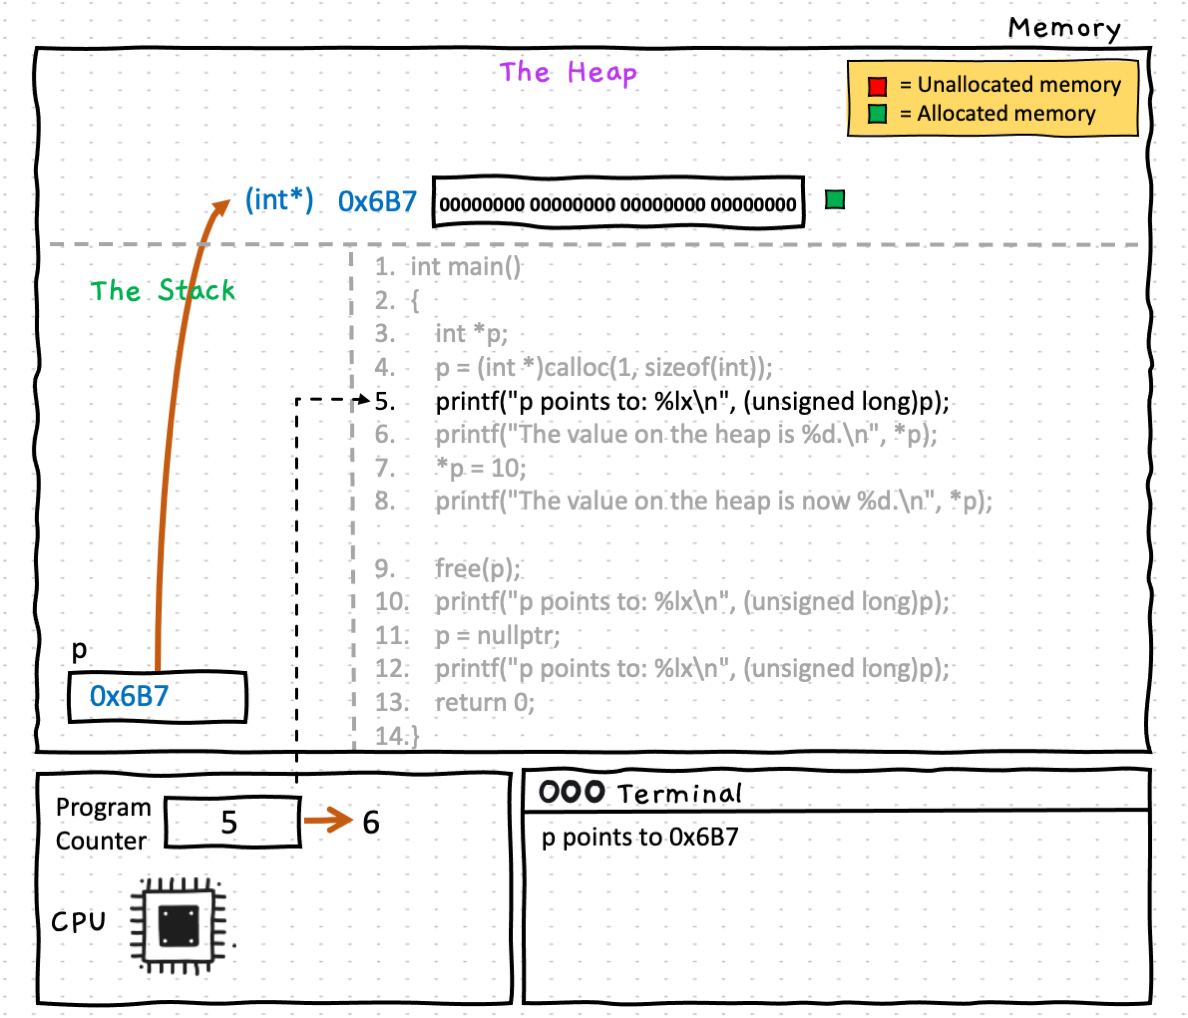 Memory
The Heap
= Unallocated memory
= Allocated memory
(int*) 0x6B7 00000000 00000000 00000000 00000000
The Stack
1. int main()
2. {
3. int *p;
4. p = (int *)calloc(1, sizeof(int));
5. printf("p points to: %lx\n", (unsigned long)p);
6. printf("The value on the heap is %d.\n", *p);
7. *p = 10;
8. printf("The value on the heap is now %d.\n", *p);
9. free(p);
10. printf("p points to: %lx\n", (unsigned long)p);
11. p = nullptr;
12. printf("p points to: %lx\n", (unsigned long)p);
13. return 0;
14.}
p
0x6B7
Program
Counter
5 6
CPU
Terminal
p points to 0x6B7